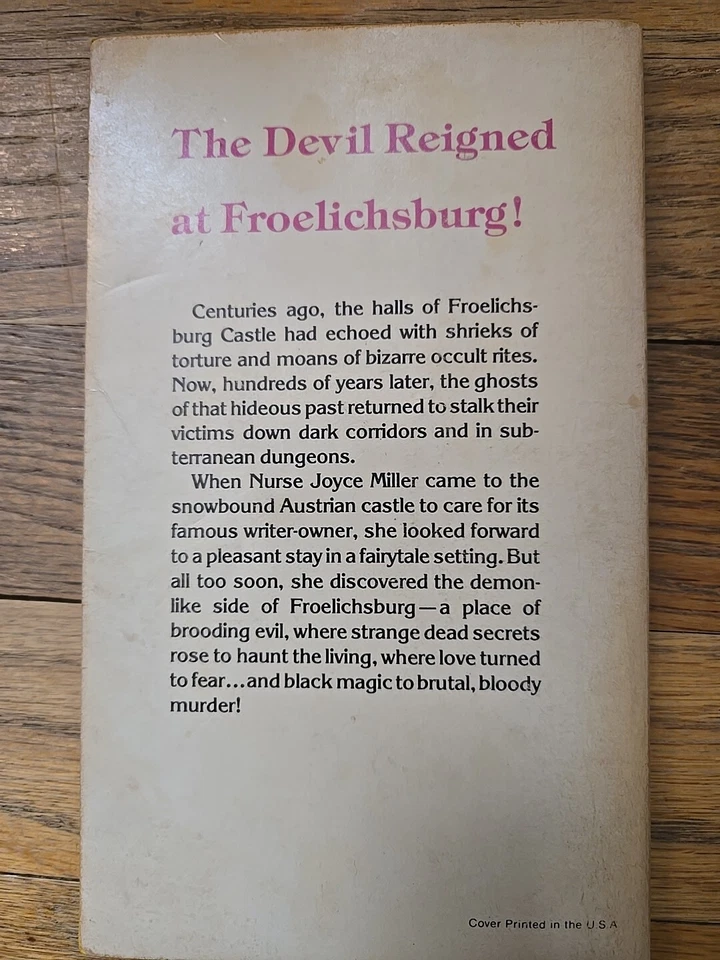 The Devil Reigned
at Froelichsburg!
Centuries ago, the halls of Froelichs-
burg Castle had echoed with shrieks of
torture and moans of bizarre occult rites.
Now, hundreds of years later, the ghosts
of that hideous past returned to stalk their
victims down dark corridors and in sub-
terranean dungeons.
When Nurse Joyce Miller came to the
snowbound Austrian castle to care for its
famous writer-owner, she looked forward
to a pleasant stay in a fairytale setting. But
all too soon, she discovered the demon-
like side of Froelichsburg—a place of
brooding evil, where strange dead secrets
rose to haunt the living, where love turned
to fear...and black magic to brutal, bloody
murder!
Cover Printed in the U.S.A